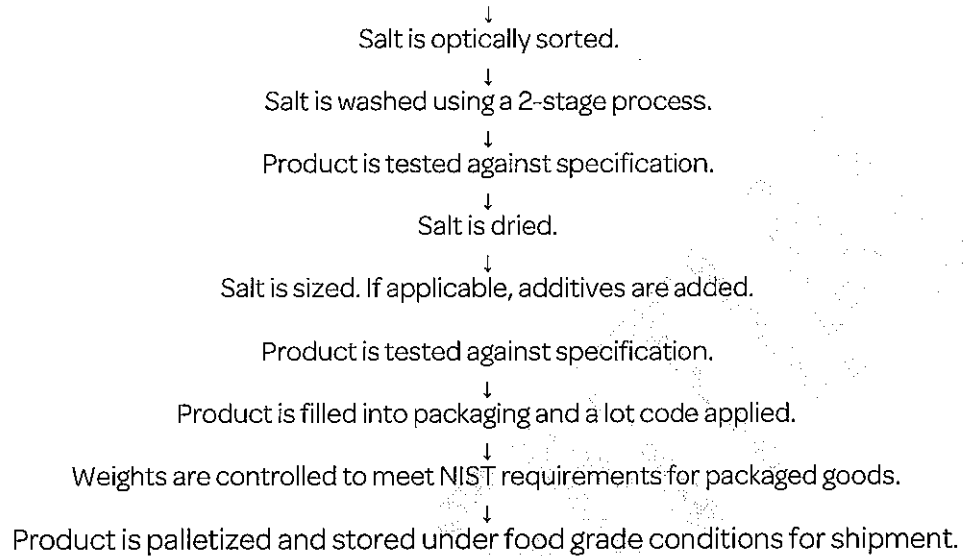 ↓
Salt is optically sorted.
↓
Salt is washed using a 2-stage process.
↓
Product is tested against specification.
↓
Salt is dried.
↓
Salt is sized. If applicable, additives are added.
Product is tested against specification.
↓
Product is filled into packaging and a lot code applied.
↓
Weights are controlled to meet NIST requirements for packaged goods.
↓
Product is palletized and stored under food grade conditions for shipment.